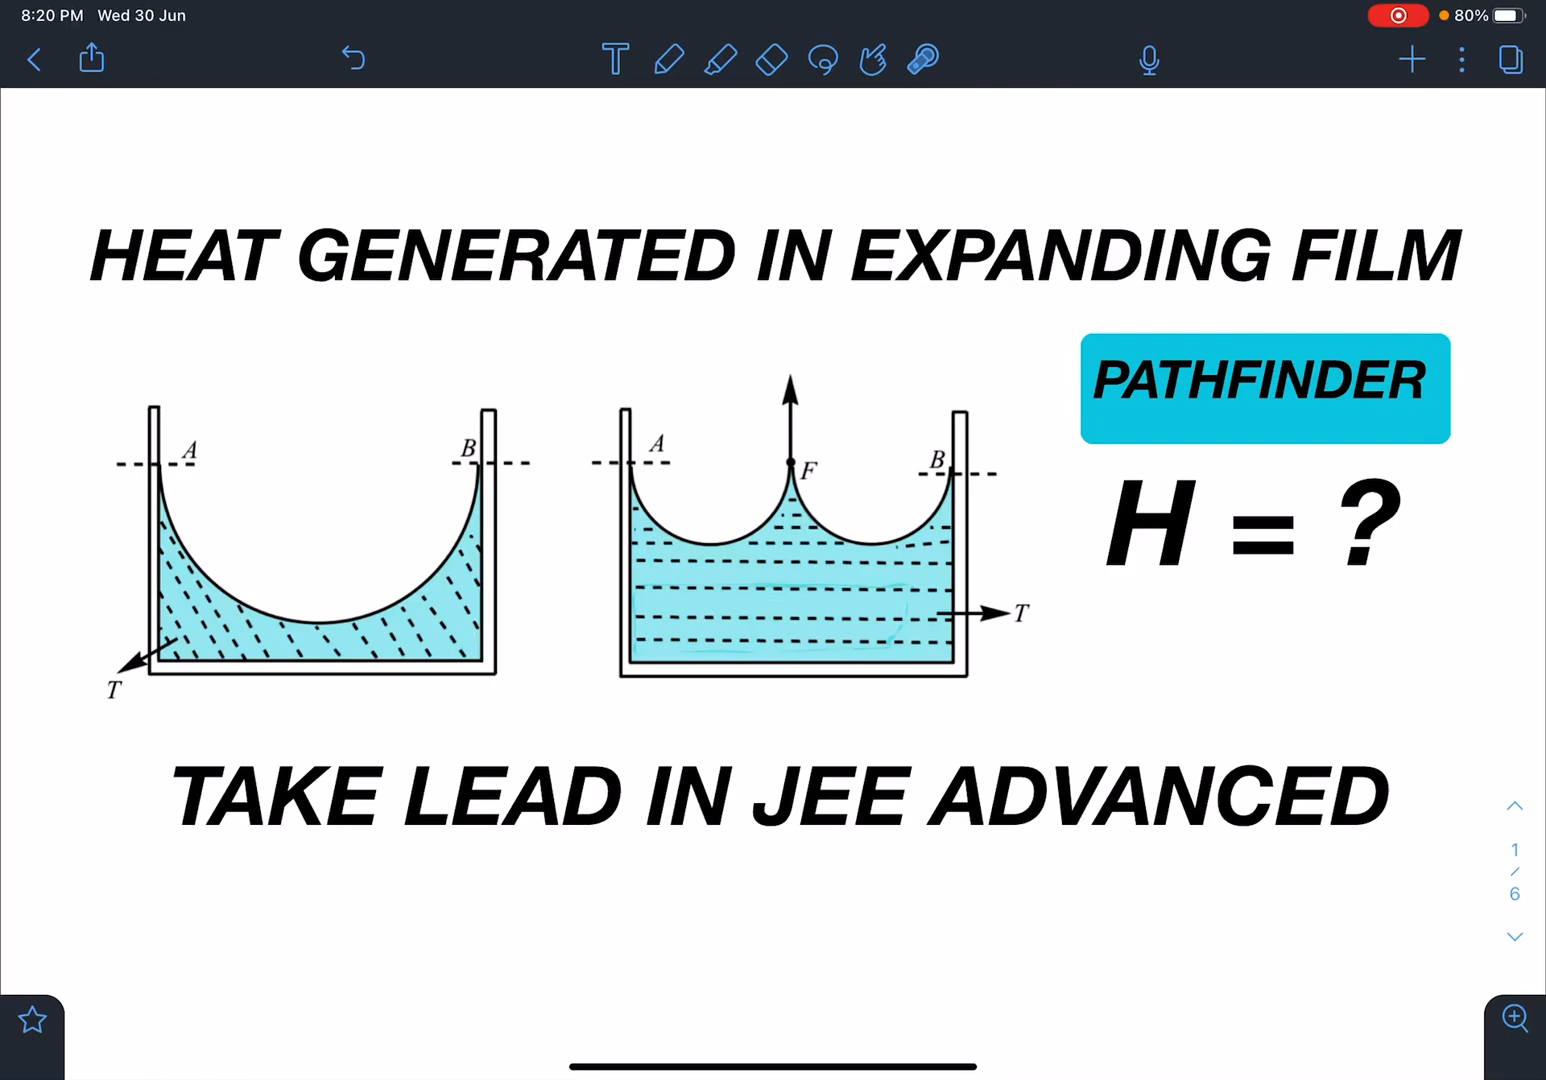 8:20 PM Wed 30 Jun
80%
HEAT GENERATED IN EXPANDING FILM
PATHFINDER
A
B
T
A
F
B
T
H = ?
TAKE LEAD IN JEE ADVANCED
1
/
6